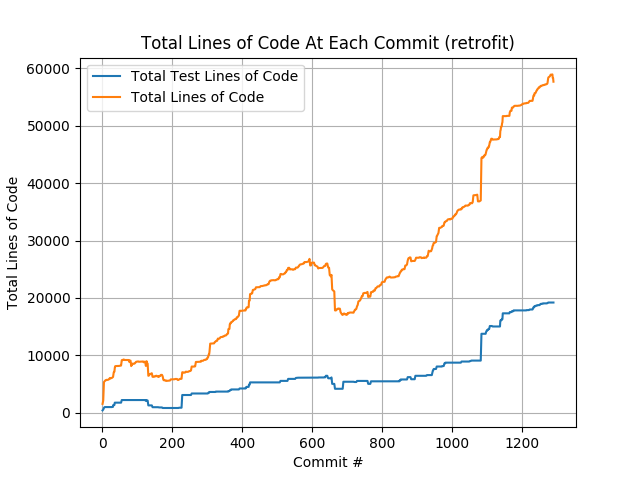 Total Lines of Code At Each Commit (retrofit)
Total Test Lines of Code
Total Lines of Code
Total Lines of Code
60000
50000
40000
30000
20000
10000
0
0 200 400 600 800 1000 1200
Commit #